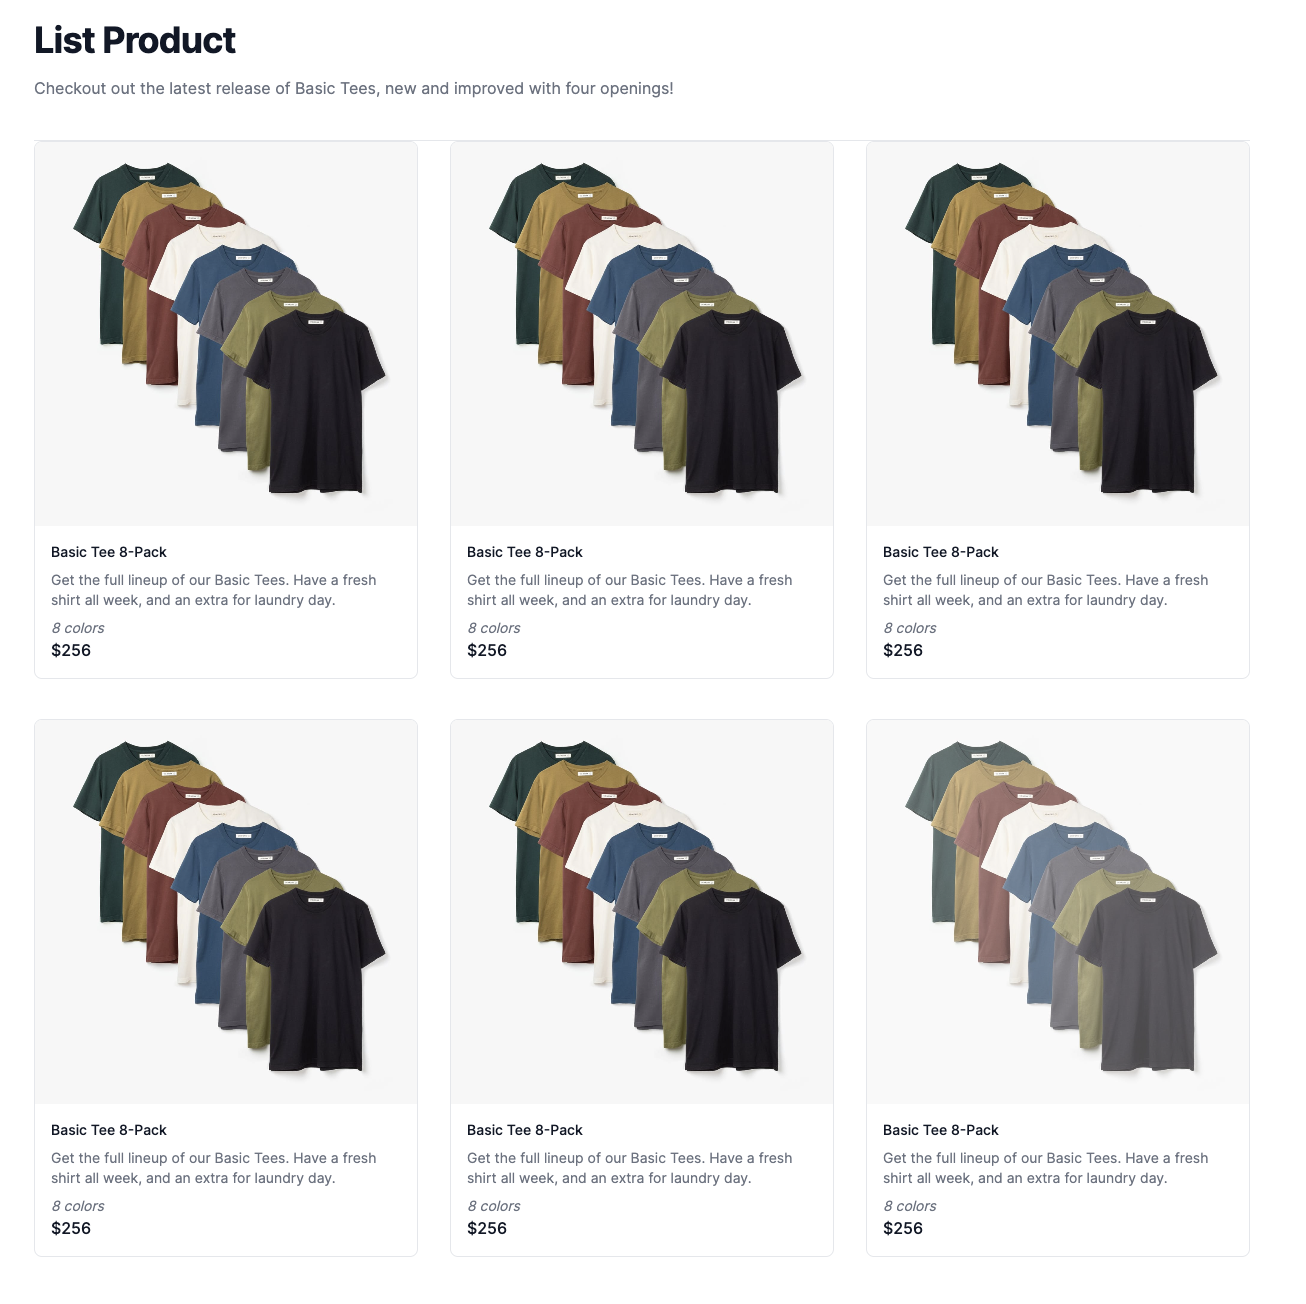 List Product
Checkout out the latest release of Basic Tees, new and improved with four openings!
Basic Tee 8-Pack
Get the full lineup of our Basic Tees. Have a fresh
shirt all week, and an extra for laundry day.
8 colors
$256
Basic Tee 8-Pack
Get the full lineup of our Basic Tees. Have a fresh
shirt all week, and an extra for laundry day.
8 colors
$256
Basic Tee 8-Pack
Get the full lineup of our Basic Tees. Have a fresh
shirt all week, and an extra for laundry day.
8 colors
$256
Basic Tee 8-Pack
Get the full lineup of our Basic Tees. Have a fresh
shirt all week, and an extra for laundry day.
8 colors
$256
Basic Tee 8-Pack
Get the full lineup of our Basic Tees. Have a fresh
shirt all week, and an extra for laundry day.
8 colors
$256
Basic Tee 8-Pack
Get the full lineup of our Basic Tees. Have a fresh
shirt all week, and an extra for laundry day.
8 colors
$256